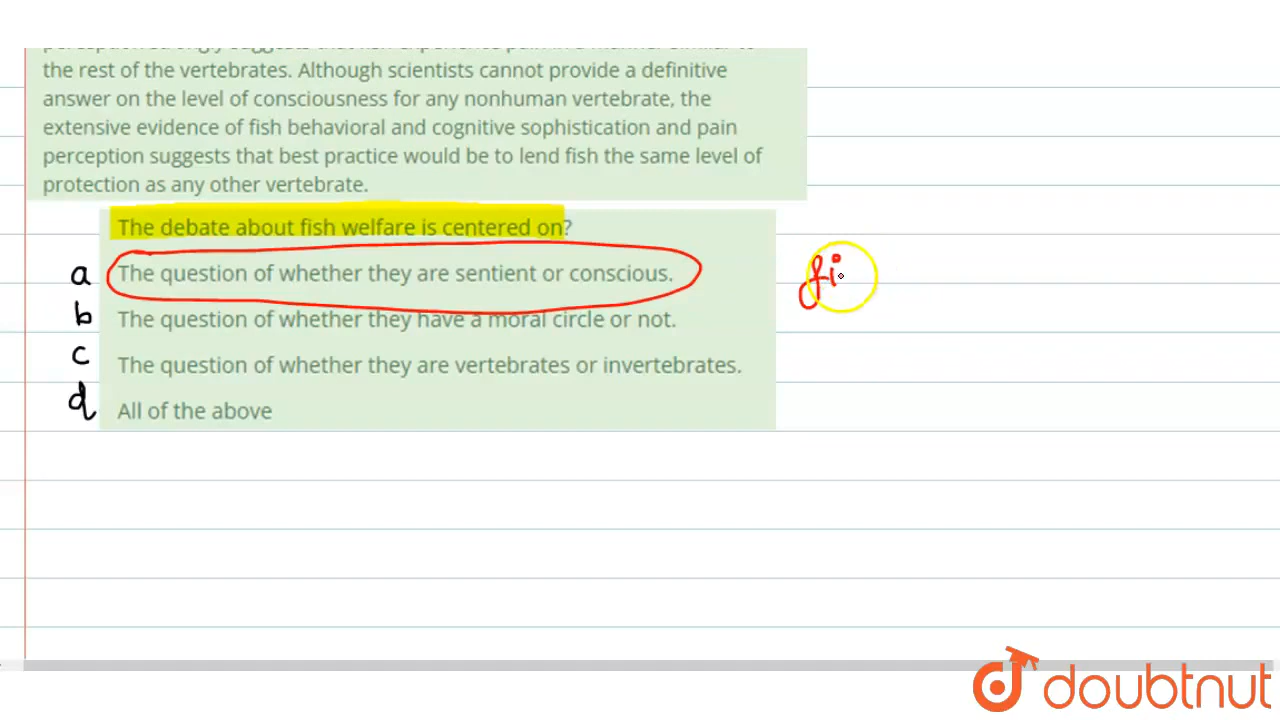 the rest of the vertebrates. Although scientists cannot provide a definitive
answer on the level of consciousness for any nonhuman vertebrate, the
extensive evidence of fish behavioral and cognitive sophistication and pain
perception suggests that best practice would be to lend fish the same level of
protection as any other vertebrate.
The debate about fish welfare is centered on?
a The question of whether they are sentient or conscious. fi
b The question of whether they have a moral circle or not.
c The question of whether they are vertebrates or invertebrates.
d All of the above
doubtnut